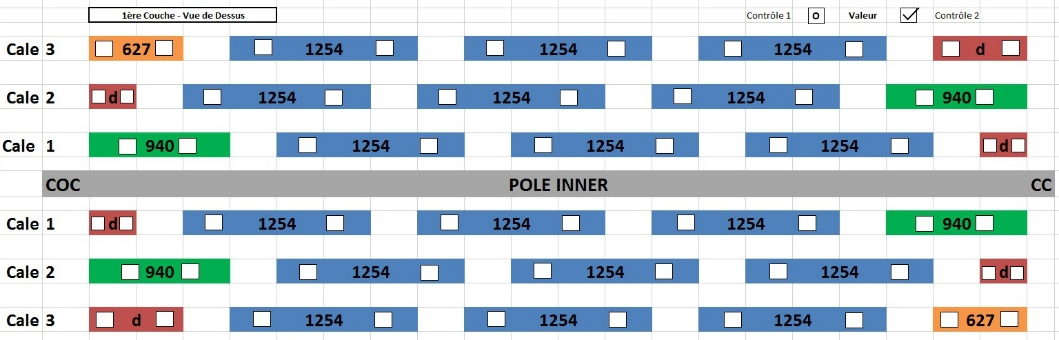 1ère Couche - Vue de Dessus Contrôle 1 O Valeur Contrôle 2
Cale 3 627 1254 1254 1254 d
Cale 2 d 1254 1254 1254 940
Cale 1 940 1254 1254 1254 d
COC POLE INNER CC
Cale 1 d 1254 1254 1254 940
Cale 2 940 1254 1254 1254 d
Cale 3 d 1254 1254 1254 627